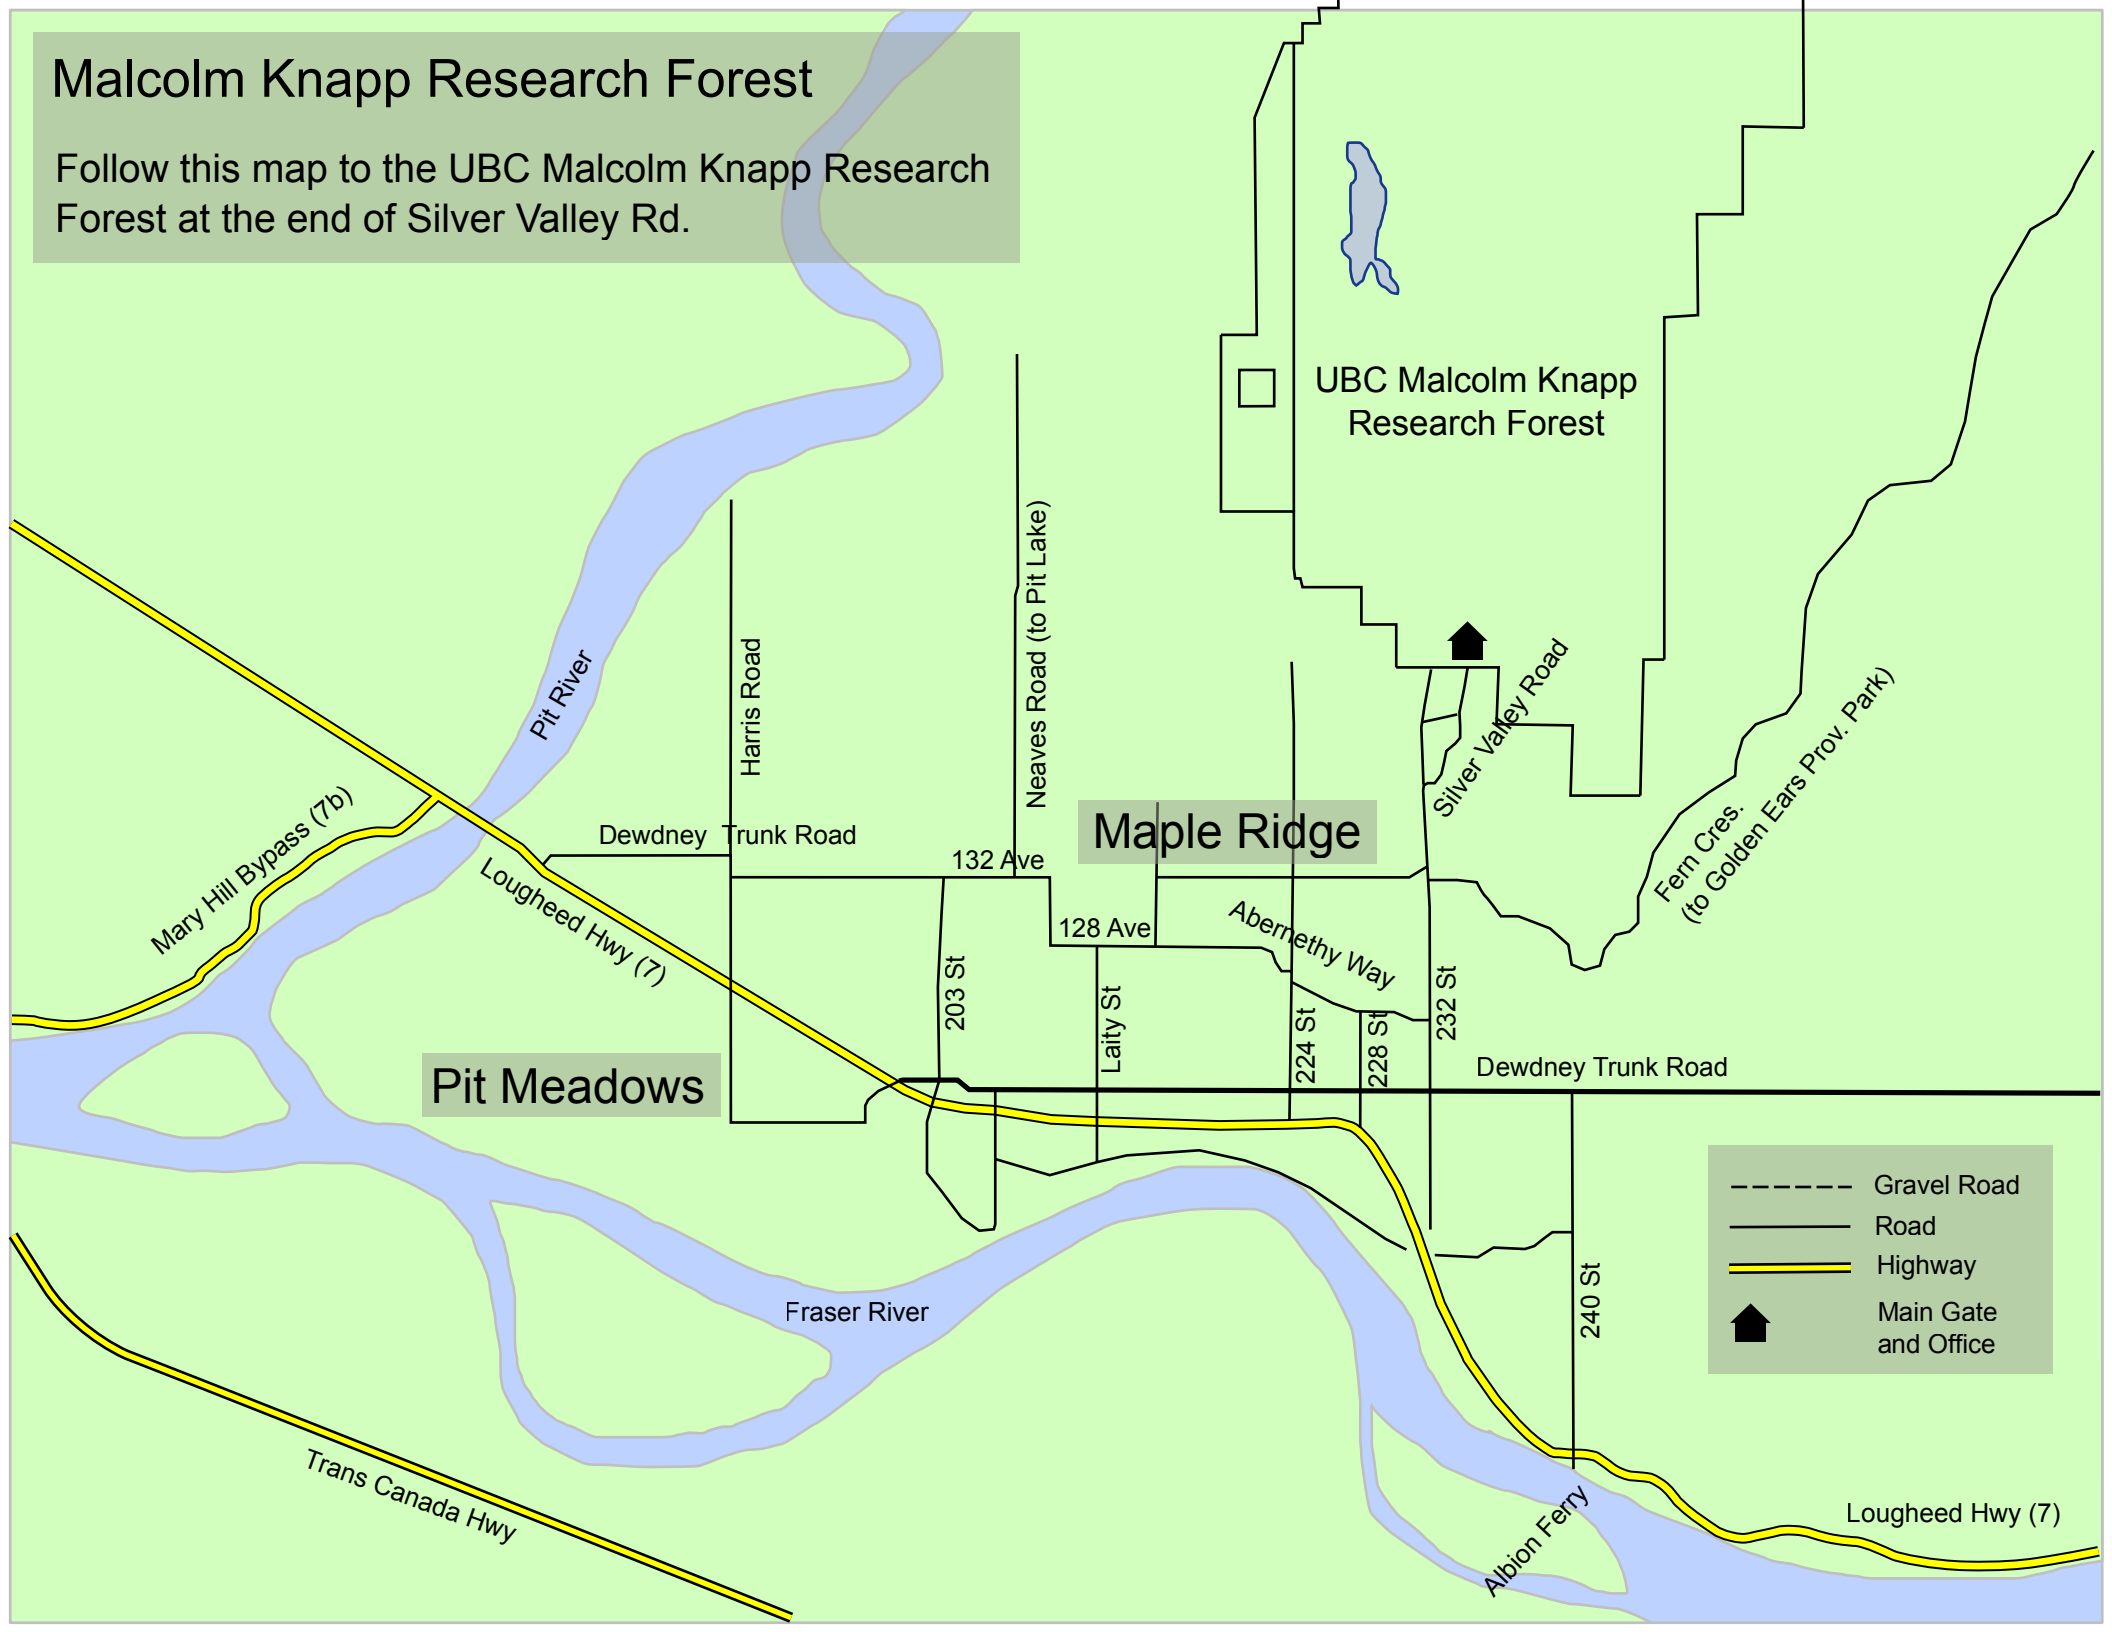 Malcolm Knapp Research Forest
Follow this map to the UBC Malcolm Knapp Research
Forest at the end of Silver Valley Rd.
UBC Malcolm Knapp
Research Forest
Pit River
Harris Road
Neaves Road (to Pit Lake)
Silver Valley Road
Fern Cres.
(to Golden Ears Prov. Park)
Mary Hill Bypass (7b)
Dewdney Trunk Road
Maple Ridge
132 Ave
Lougheed Hwy (7)
128 Ave
Abernethy Way
203 St
Laity St
224 St
228 St
232 St
Pit Meadows
Dewdney Trunk Road
Fraser River
240 St
Gravel Road
Road
Highway
Main Gate
and Office
Trans Canada Hwy
Albion Ferry
Lougheed Hwy (7)